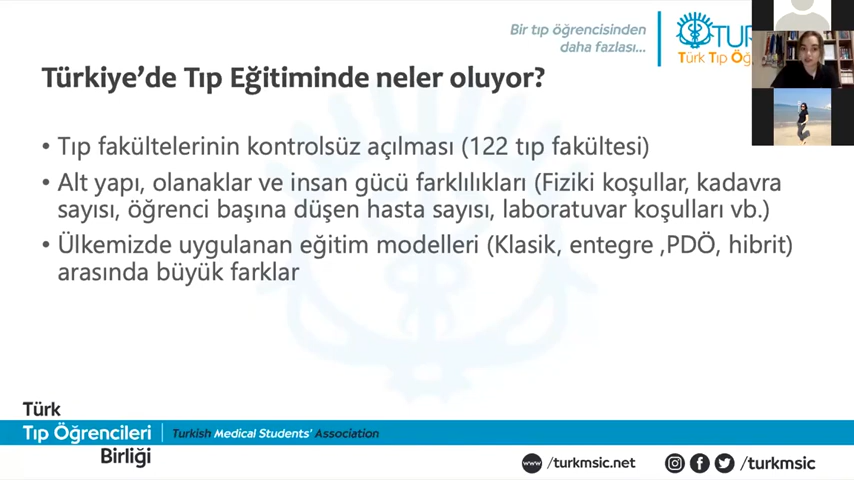 Bir tıp öğrencisinden
daha fazlası...
Türk Tıp
Türkiye'de Tıp Eğitiminde neler oluyor?
• Tıp fakültelerinin kontrolsüz açılması (122 tıp fakültesi)
• Alt yapı, olanaklar ve insan gücü farklılıkları (Fiziki koşullar, kadavra
sayısı, öğrenci başına düşen hasta sayısı, laboratuvar koşulları vb.)
• Ülkemizde uygulanan eğitim modelleri (Klasik, entegre ,PDÖ, hibrit)
arasında büyük farklar
Türk
Tıp Öğrencileri
Birliği
Turkish Medical Students' Association
www /turkmsic.net
/turkmsic